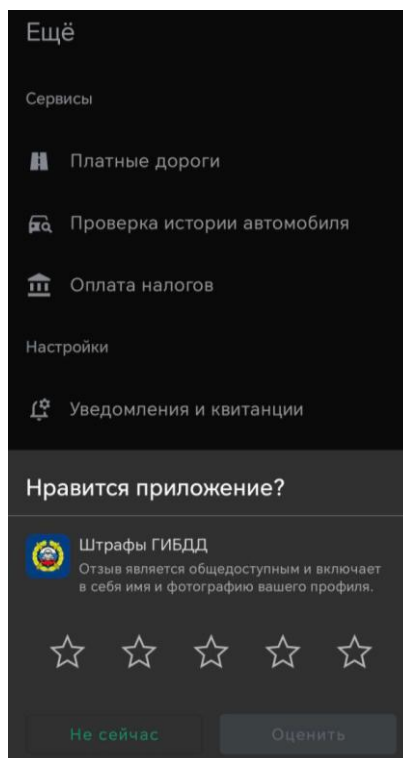 Ещё
Сервисы
Платные дороги
Проверка истории автомобиля
Оплата налогов
Настройки
Уведомления и квитанции
Нравится приложение?
Штрафы ГИБДД
Отзыв является общедоступным и включает
в себя имя и фотографию вашего профиля.
Не сейчас
Оценить